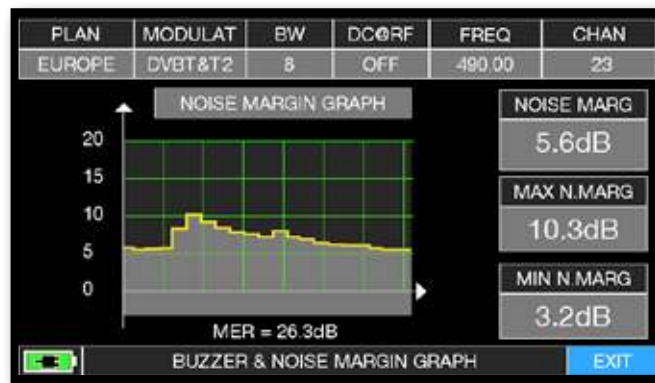 PLAN MODULAT BW DC@RF FREQ CHAN
EUROPE DVBT&T2 8 OFF 490.00 23
NOISE MARGIN GRAPH
20
15
10
5
0
MER = 26.3dB
NOISE MARG
5.6dB
MAX N.MARG
10.3dB
MIN N.MARG
3.2dB
BUZZER & NOISE MARGIN GRAPH EXIT